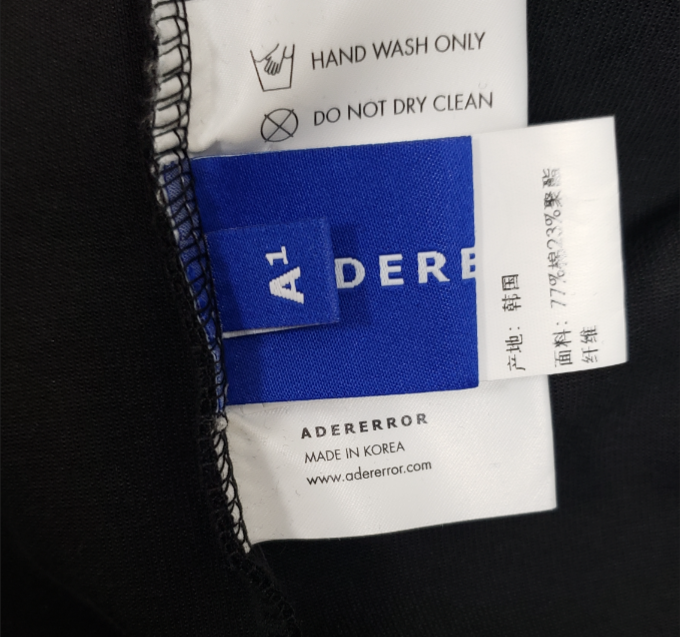 HAND WASH ONLY
DO NOT DRY CLEAN
A1
DERE
产地：韩国
面料：77%棉23%聚酯
纤维
ADERERROR
MADE IN KOREA
www.adererror.com